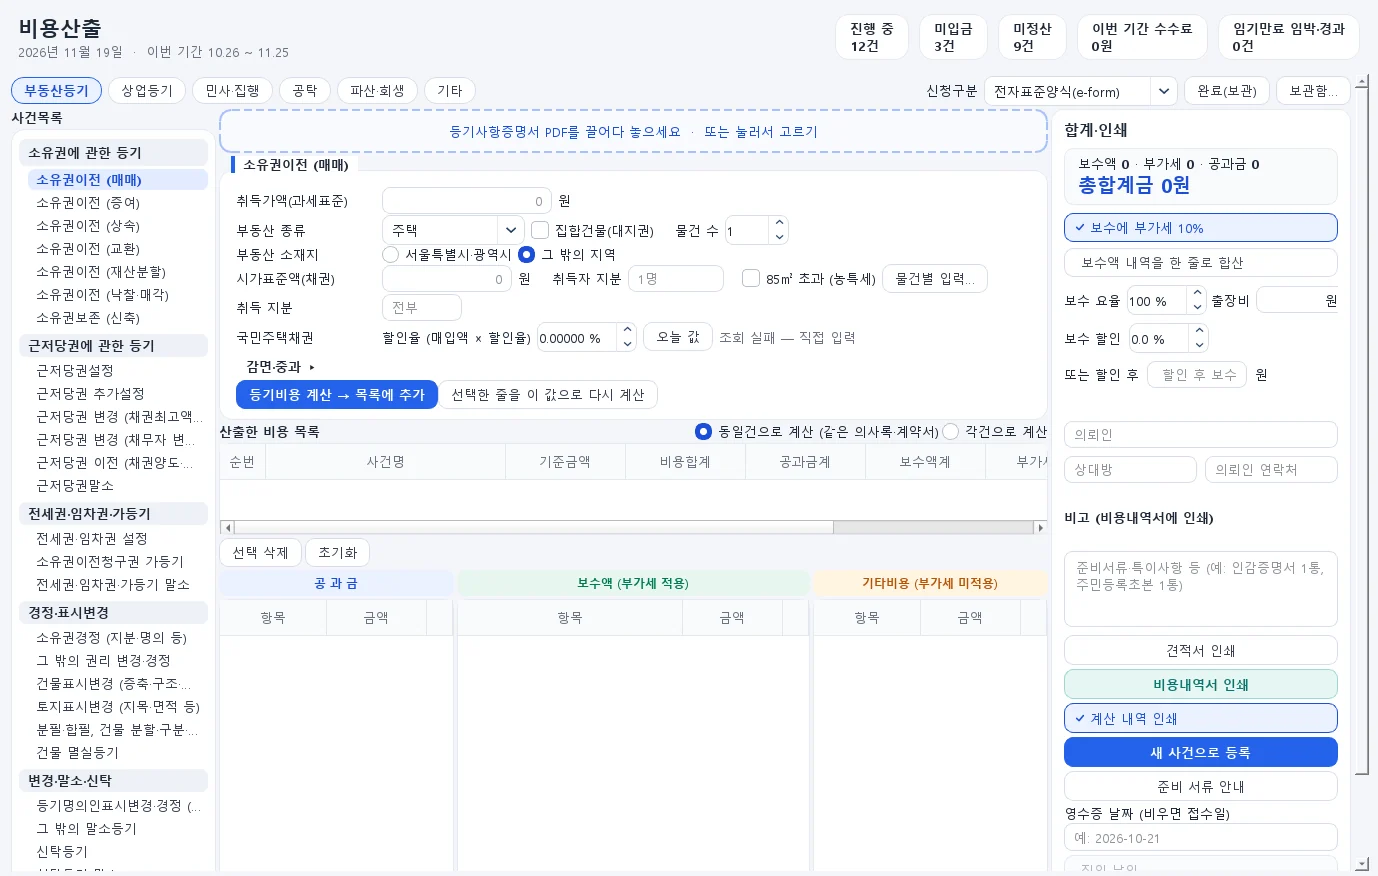 비용산출
2026년 11월 19일 · 이번 기간 10.26 ~ 11.25
진행 중
12건
미입금
3건
미정산
9건
이번 기간 수수료
0원
임기만료 임박·경과
0건
부동산등기
상업등기
민사·집행
공탁
파산·회생
기타
신청구분
전자표준양식(e-form)
완료(보관)
보관함...
사건목록
소유권에 관한 등기
소유권이전 (매매)
소유권이전 (증여)
소유권이전 (상속)
소유권이전 (교환)
소유권이전 (재산분할)
소유권이전 (낙찰·매각)
소유권보존 (신축)
근저당권에 관한 등기
근저당권설정
근저당권 추가설정
근저당권 변경 (채권최고액...
근저당권 변경 (채무자 변...
근저당권 이전 (채권양도·...
근저당권말소
전세권·임차권·가등기
전세권·임차권 설정
소유권이전청구권 가등기
전세권·임차권·가등기 말소
경정·표시변경
소유권경정 (지분·명의 등)
그 밖의 권리 변경·경정
건물표시변경 (증축·구조·...
토지표시변경 (지목·면적 등)
분필·합필, 건물 분할·구분·...
건물 멸실등기
변경·말소·신탁
등기명의인표시변경·경정 (...
그 밖의 말소등기
신탁등기
등기사항증명서 PDF를 끌어다 놓으세요 · 또는 눌러서 고르기
소유권이전 (매매)
취득가액(과세표준)
0
원
부동산 종류
주택
집합건물(대지권)
물건 수
1
부동산 소재지
서울특별시·광역시
그 밖의 지역
시가표준액(채권)
0
원
취득자 지분
1명
85㎡ 초과 (농특세)
물건별 입력...
취득 지분
전부
국민주택채권
할인율 (매입액 × 할인율)
0.00000 %
오늘 값
조회 실패 — 직접 입력
감면·중과 ▸
등기비용 계산 → 목록에 추가
선택한 줄을 이 값으로 다시 계산
산출한 비용 목록
동일건으로 계산 (같은 의사록·계약서)
각건으로 계산
순번
사건명
기준금액
비용합계
공과금계
보수액계
선택 삭제
초기화
공 과 금
보수액 (부가세 적용)
기타비용 (부가세 미적용)
항목
금액
항목
금액
항목
금액
합계·인쇄
보수액 0 · 부가세 0 · 공과금 0
총합계금 0원
✓ 보수에 부가세 10%
보수액 내역을 한 줄로 합산
보수 요율
100 %
출장비
원
보수 할인
0.0 %
또는 할인 후
할인 후 보수
원
의뢰인
상대방
의뢰인 연락처
비고 (비용내역서에 인쇄)
준비서류·특이사항 등 (예: 인감증명서 1통,
주민등록초본 1통)
견적서 인쇄
비용내역서 인쇄
✓ 계산 내역 인쇄
새 사건으로 등록
준비 서류 안내
영수증 날짜 (비우면 접수일)
예: 2026-10-21